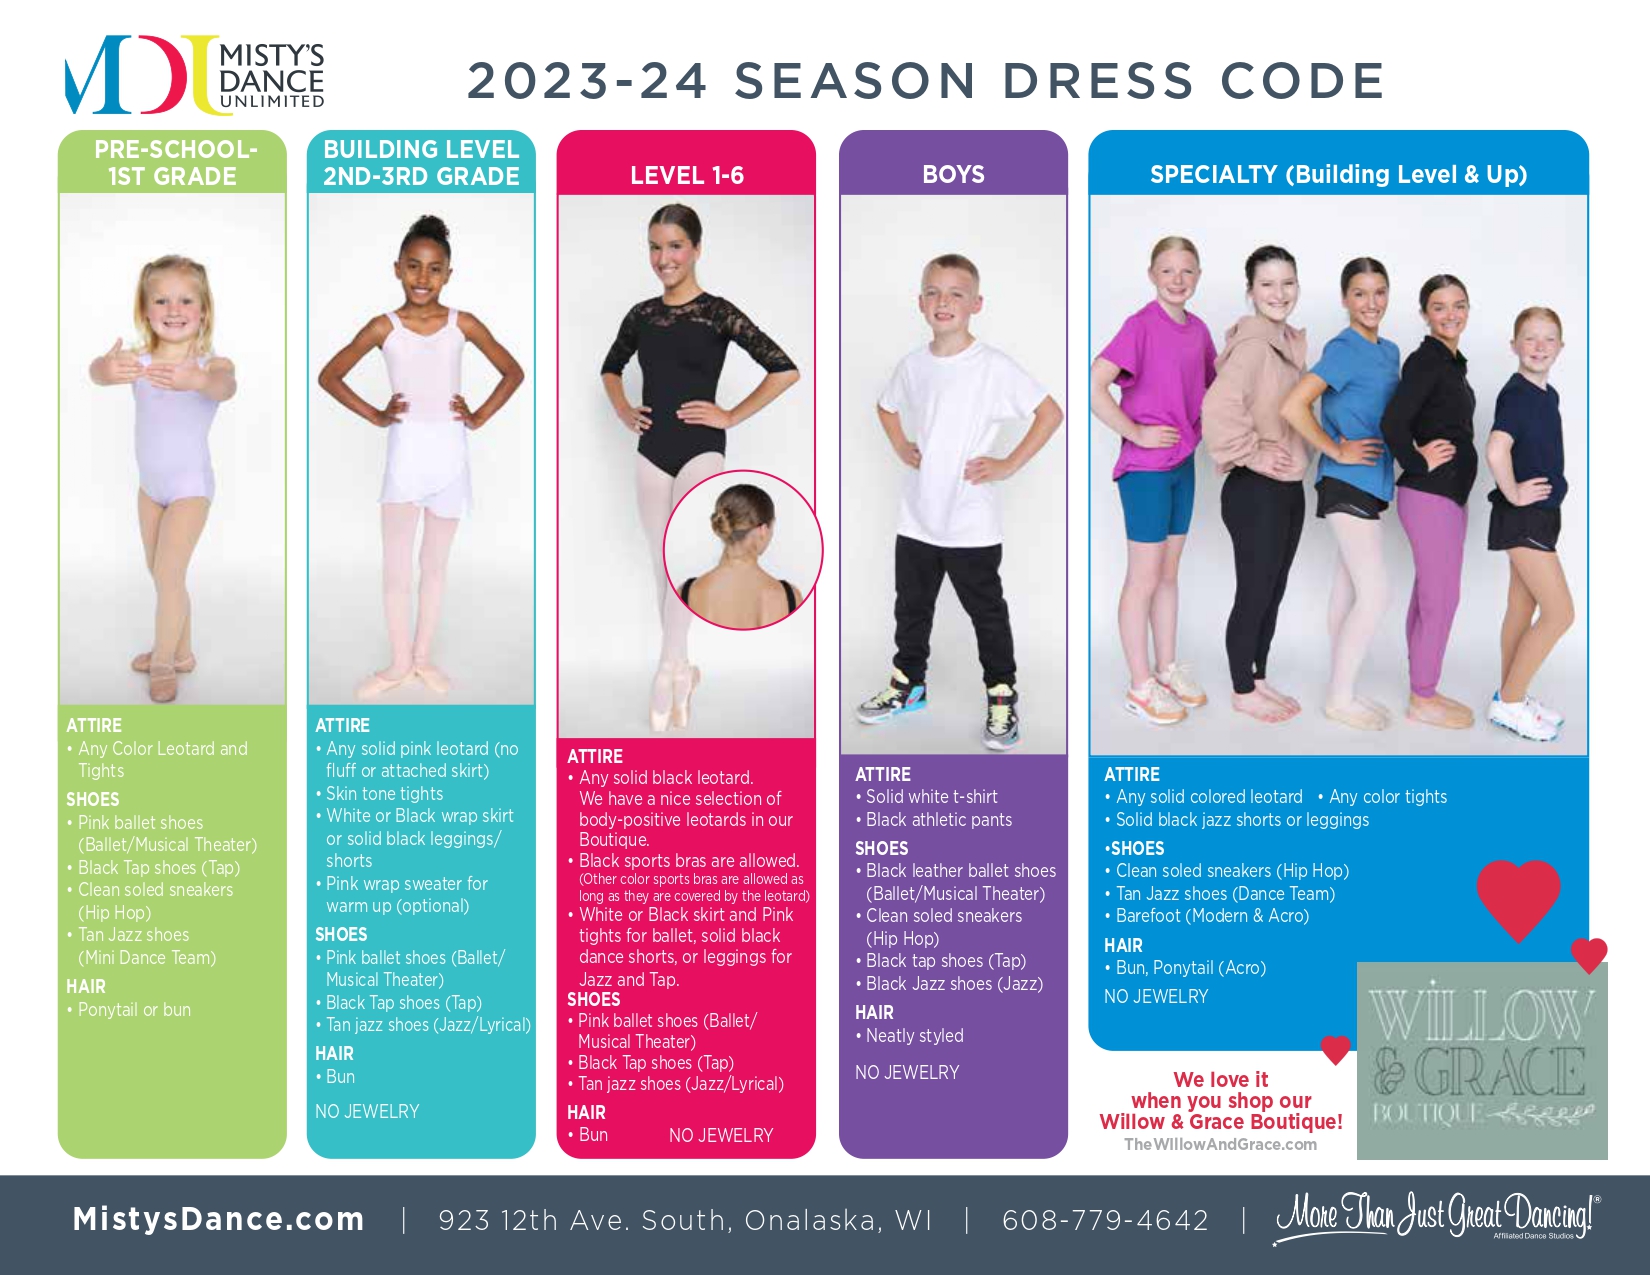 MISTY'S
DANCE
UNLIMITED
2023-24 SEASON DRESS CODE
PRE-SCHOOL-
1ST GRADE
ATTIRE
• Any Color Leotard and
Tights
SHOES
• Pink ballet shoes
(Ballet/Musical Theater)
• Black Tap shoes (Tap)
• Clean soled sneakers
(Hip Hop)
• Tan Jazz shoes
(Mini Dance Team)
HAIR
• Ponytail or bun
BUILDING LEVEL
2ND-3RD GRADE
ATTIRE
• Any solid pink leotard (no
fluff or attached skirt)
• Skin tone tights
• White or Black wrap skirt
or solid black leggings/
shorts
• Pink wrap sweater for
warm up (optional)
SHOES
• Pink ballet shoes (Ballet/
Musical Theater)
• Black Tap shoes (Tap)
• Tan jazz shoes (Jazz/Lyrical)
HAIR
• Bun
NO JEWELRY
LEVEL 1-6
ATTIRE
• Any solid black leotard.
We have a nice selection of
body-positive leotards in our
Boutique.
• Black sports bras are allowed.
(Other color sports bras are allowed as
long as they are covered by the leotard)
• White or Black skirt and Pink
tights for ballet, solid black
dance shorts, or leggings for
Jazz and Tap.
SHOES
• Pink ballet shoes (Ballet/
Musical Theater)
• Black Tap shoes (Tap)
• Tan jazz shoes (Jazz/Lyrical)
HAIR
• Bun NO JEWELRY
BOYS
ATTIRE
• Solid white t-shirt
• Black athletic pants
SHOES
• Black leather ballet shoes
(Ballet/Musical Theater)
• Clean soled sneakers
(Hip Hop)
• Black tap shoes (Tap)
• Black Jazz shoes (Jazz)
HAIR
• Neatly styled
NO JEWELRY
SPECIALTY (Building Level & Up)
ATTIRE
• Any solid colored leotard • Any color tights
• Solid black jazz shorts or leggings
•SHOES
• Clean soled sneakers (Hip Hop)
• Tan Jazz shoes (Dance Team)
• Barefoot (Modern & Acro)
HAIR
• Bun, Ponytail (Acro)
NO JEWELRY
We love it
when you shop our
Willow & Grace Boutique!
TheWIllowAndGrace.com
WiLLOW
& GRACE
BOUTIQUE
MistysDance.com | 923 12th Ave. South, Onalaska, WI | 608-779-4642 |
More Than Just Great Dancing!®
Affiliated Dance Studios